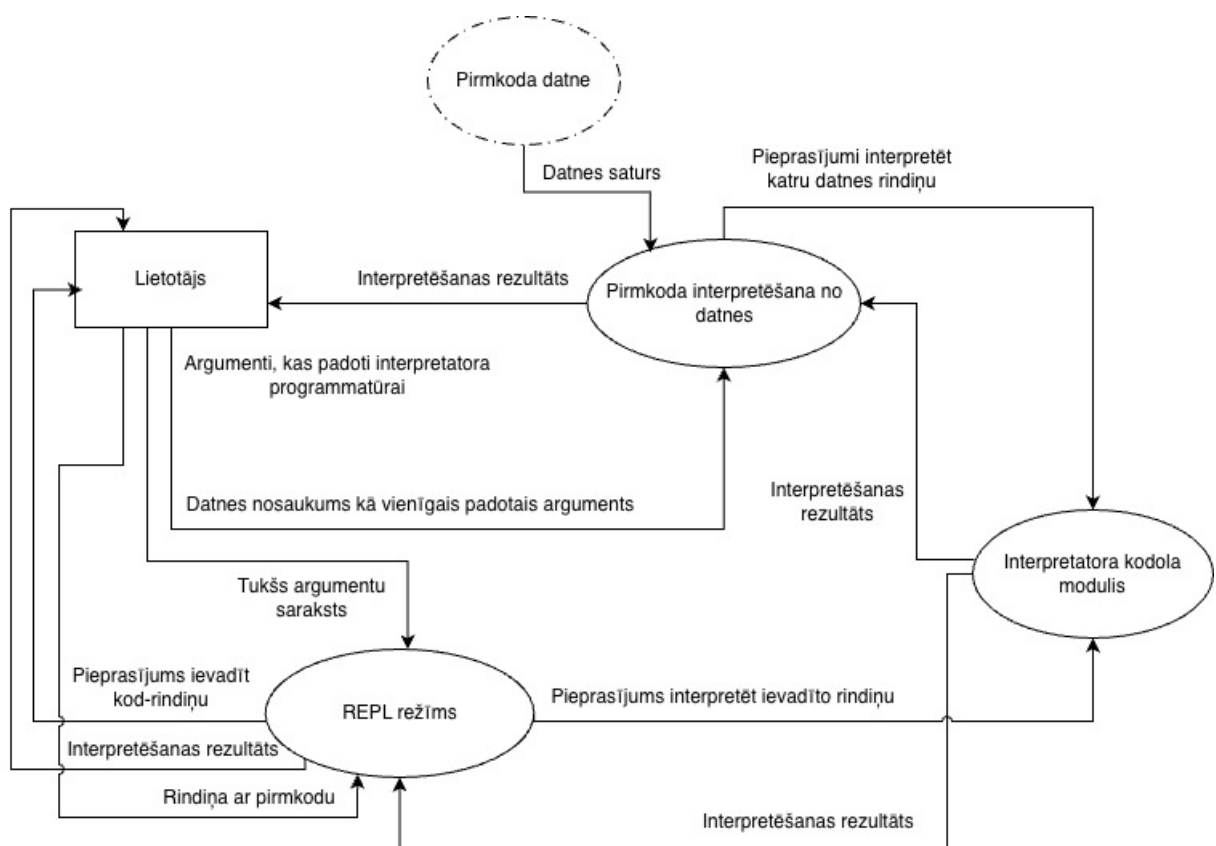 Pirmkoda datne
Datnes saturs
Pieprasījumi interpretēt
katru datnes rindiņu
Lietotājs
Interpretēšanas rezultāts
Pirmkoda interpretēšana no
datnes
Argumenti, kas padoti interpretatora
programmatūrai
Datnes nosaukums kā vienīgais padotais arguments
Interpretēšanas
rezultāts
Interpretatora kodola
modulis
Tukšs argumentu
saraksts
Pieprasījums ievadīt
kod-rindiņu
REPL režīms
Pieprasījums interpretēt ievadīto rindiņu
Interpretēšanas rezultāts
Rindiņa ar pirmkodu
Interpretēšanas rezultāts